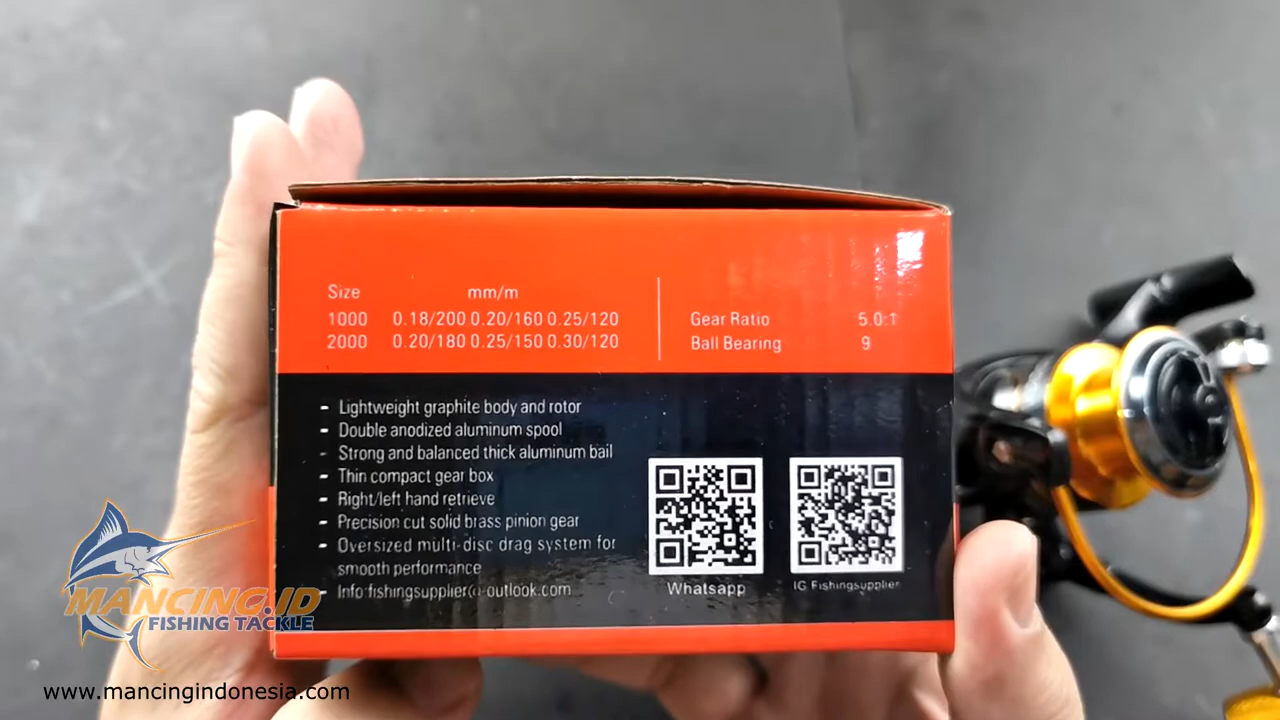 Size mm/m
1000 0.18/200 0.20/160 0.25/120
2000 0.20/180 0.25/150 0.30/120
Gear Ratio 5.0:1
Ball Bearing 9
- Lightweight graphite body and rotor
- Double anodized aluminum spool
- Strong and balanced thick aluminum bail
- Thin compact gear box
- Right/left hand retrieve
- Precision cut solid brass pinion gear
- Oversized multi-disc drag system for
smooth performance
- Info:fishingsupplier@outlook.com
Whatsapp
IG Fishingsupplier
MANCING.ID
FISHING TACKLE
www.mancingindonesia.com